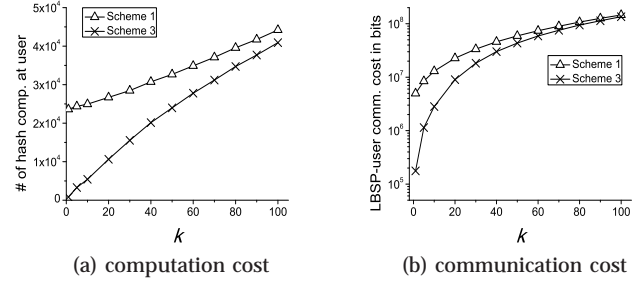 5x10⁴
4x10⁴
3x10⁴
2x10⁴
1x10⁴
0
# of hash comp. at user
Scheme 1
Scheme 3
0 20 40 60 80 100
k
(a) computation cost
10⁸
10⁷
10⁶
10⁵
LBSP-user comm. cost in bits
Scheme 1
Scheme 3
0 20 40 60 80 100
k
(b) communication cost